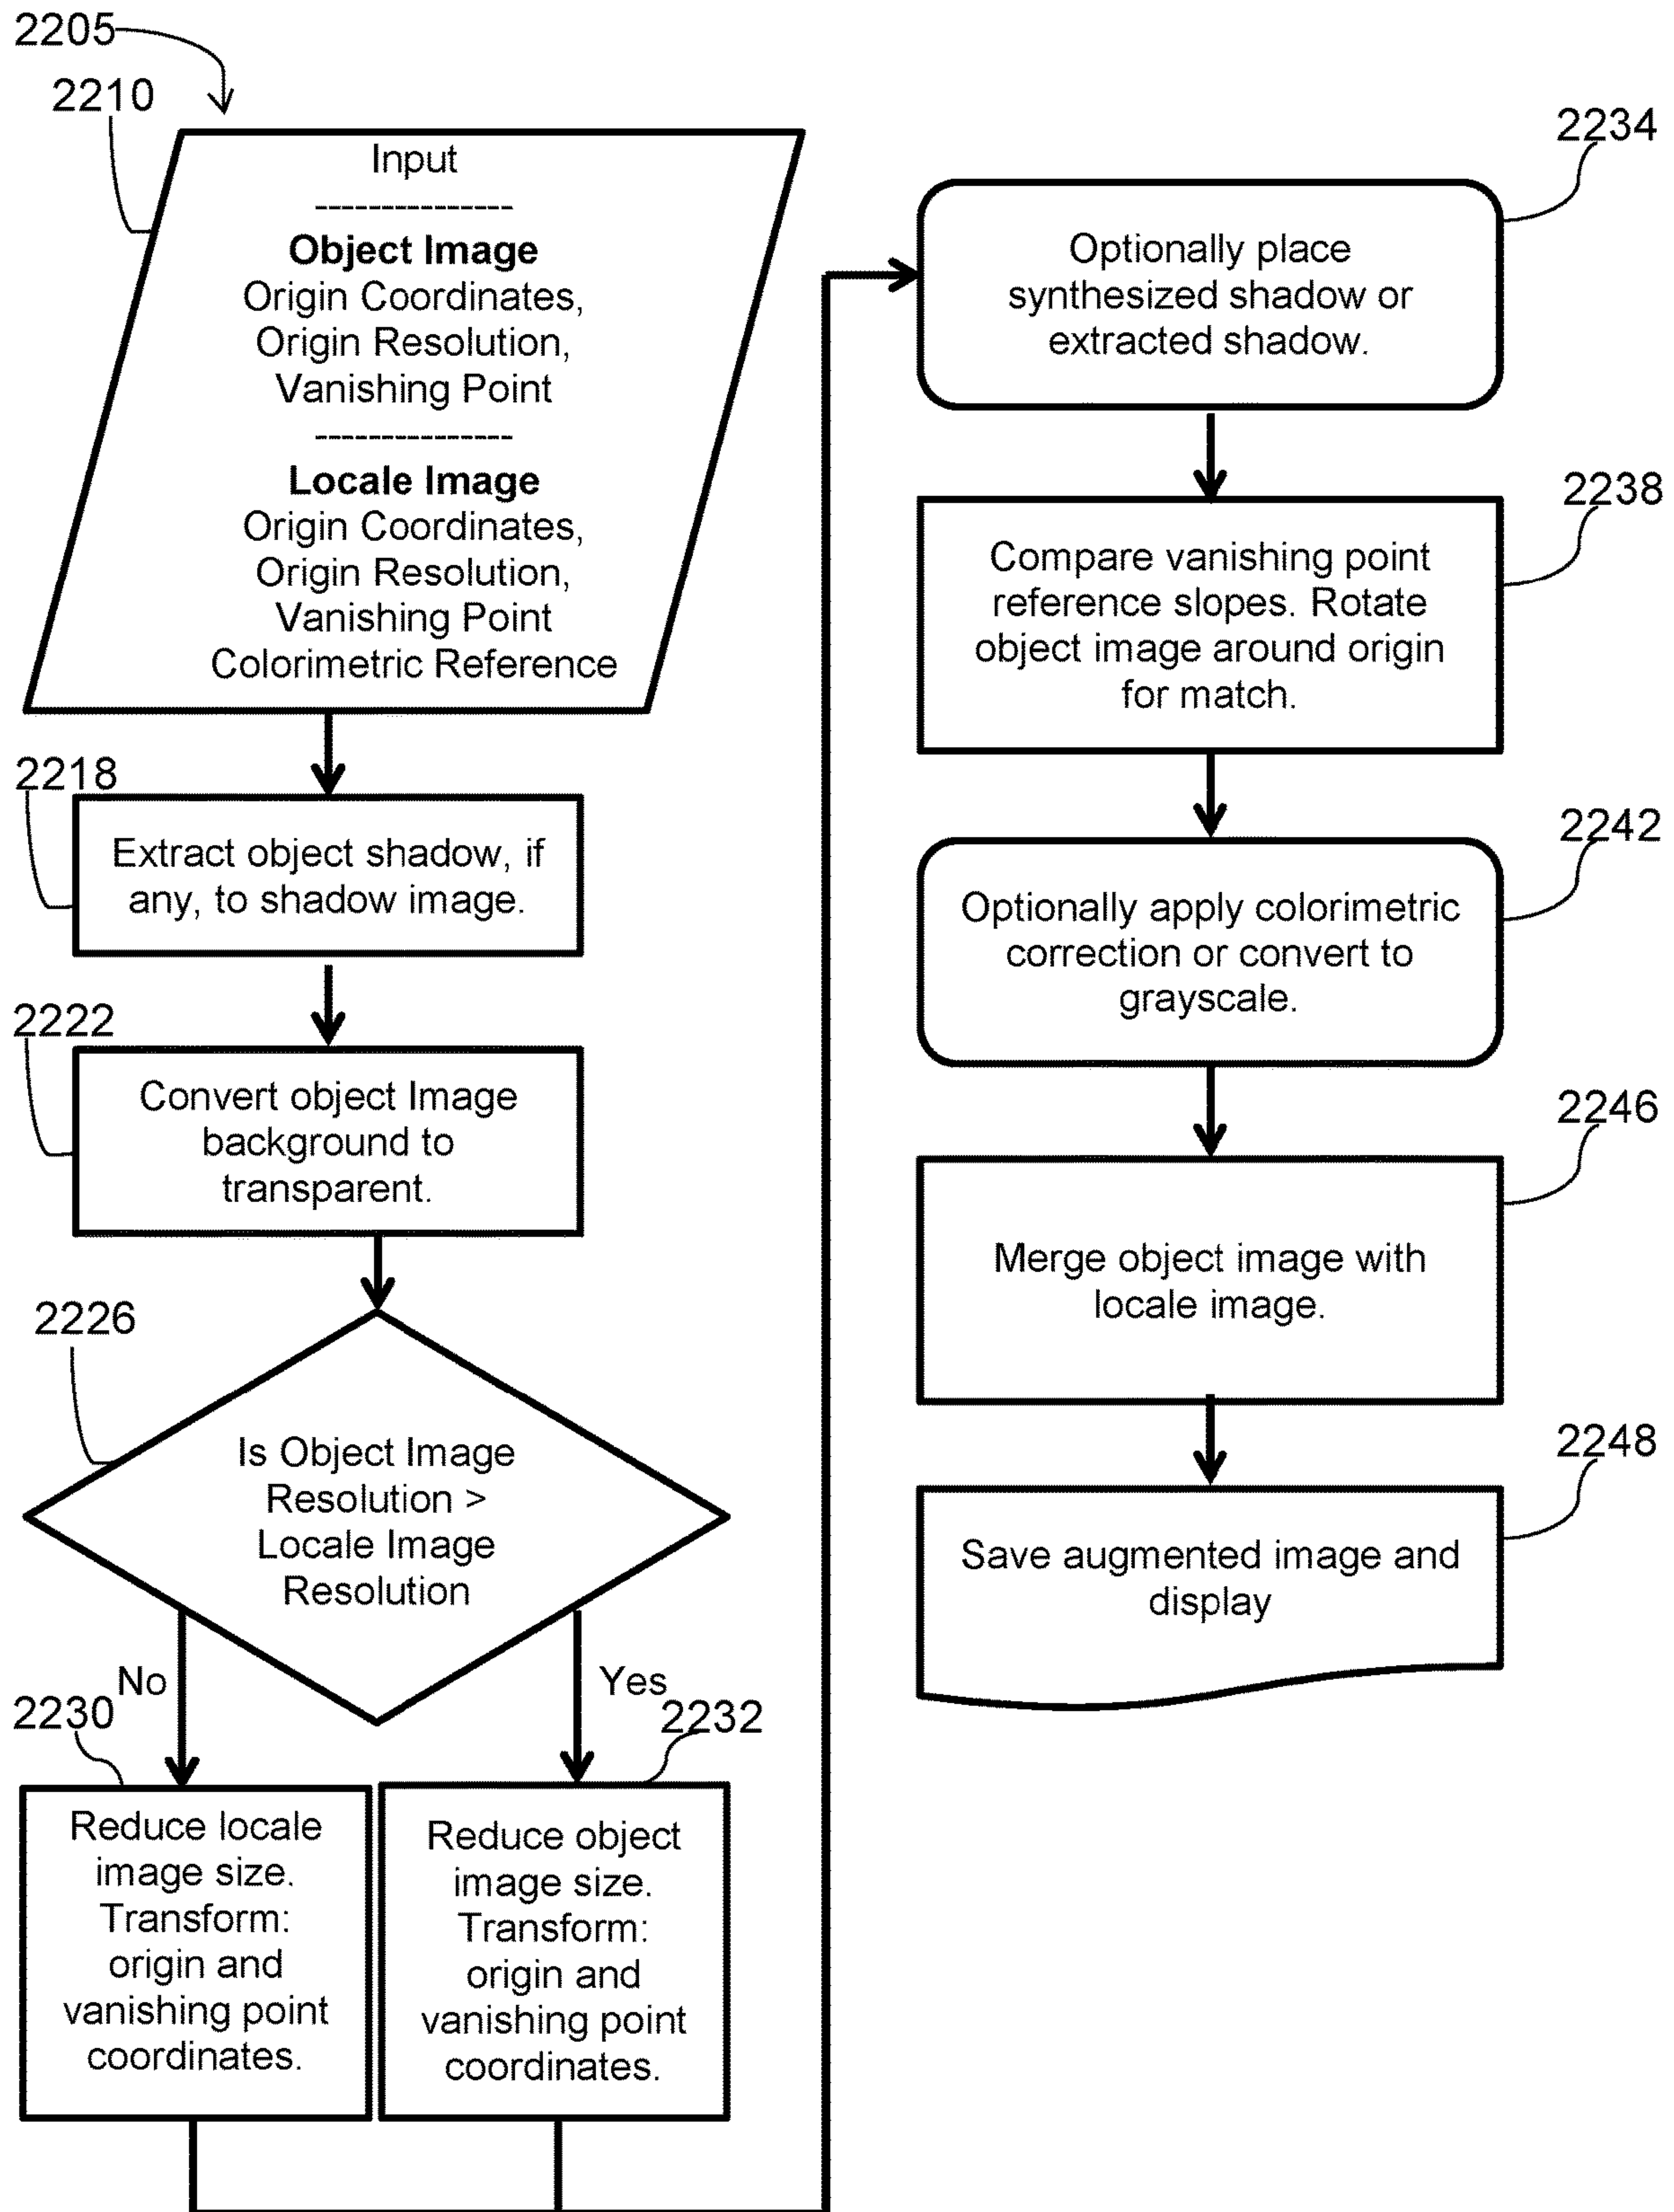 2205
2210
Input
---------------
Object Image
Origin Coordinates,
Origin Resolution,
Vanishing Point
---------------
Locale Image
Origin Coordinates,
Origin Resolution,
Vanishing Point
Colorimetric Reference
2218
Extract object shadow, if
any, to shadow image.
2222
Convert object Image
background to
transparent.
2226
Is Object Image
Resolution >
Locale Image
Resolution
No
Yes
2230
Reduce locale
image size.
Transform:
origin and
vanishing point
coordinates.
2232
Reduce object
image size.
Transform:
origin and
vanishing point
coordinates.
2234
Optionally place
synthesized shadow or
extracted shadow.
2238
Compare vanishing point
reference slopes. Rotate
object image around origin
for match.
2242
Optionally apply colorimetric
correction or convert to
grayscale.
2246
Merge object image with
locale image.
2248
Save augmented image and
display